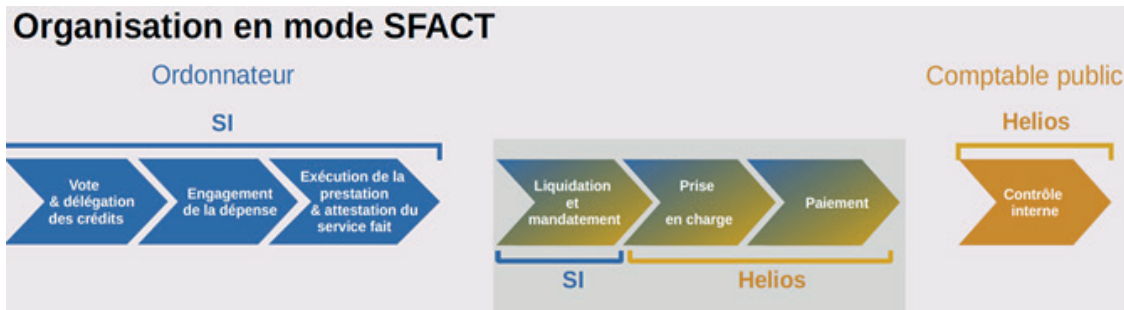 Organisation en mode SFACT
Ordonnateur
Comptable public
SI
Helios
Vote
& délégation
des crédits
Engagement
de la dépense
Exécution de la
prestation
& attestation du
service fait
Liquidation
et
mandatement
Prise
en charge
Paiement
Contrôle
interne
SI
Helios